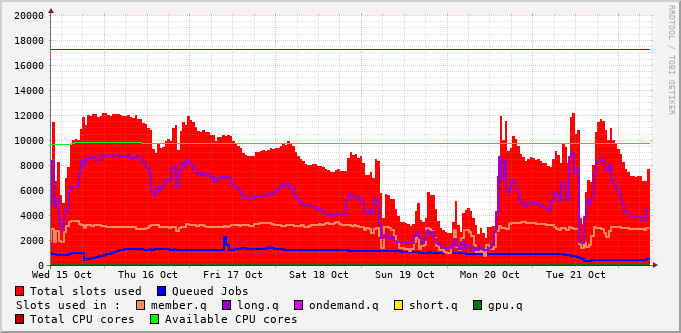 20000
18000
16000
14000
12000
10000
8000
6000
4000
2000
0
Wed 15 Oct Thu 16 Oct Fri 17 Oct Sat 18 Oct Sun 19 Oct Mon 20 Oct Tue 21 Oct
RRDTOOL / TOBI OETIKER
Total slots used Queued Jobs
Slots used in : member.q long.q ondemand.q short.q gpu.q
Total CPU cores Available CPU cores